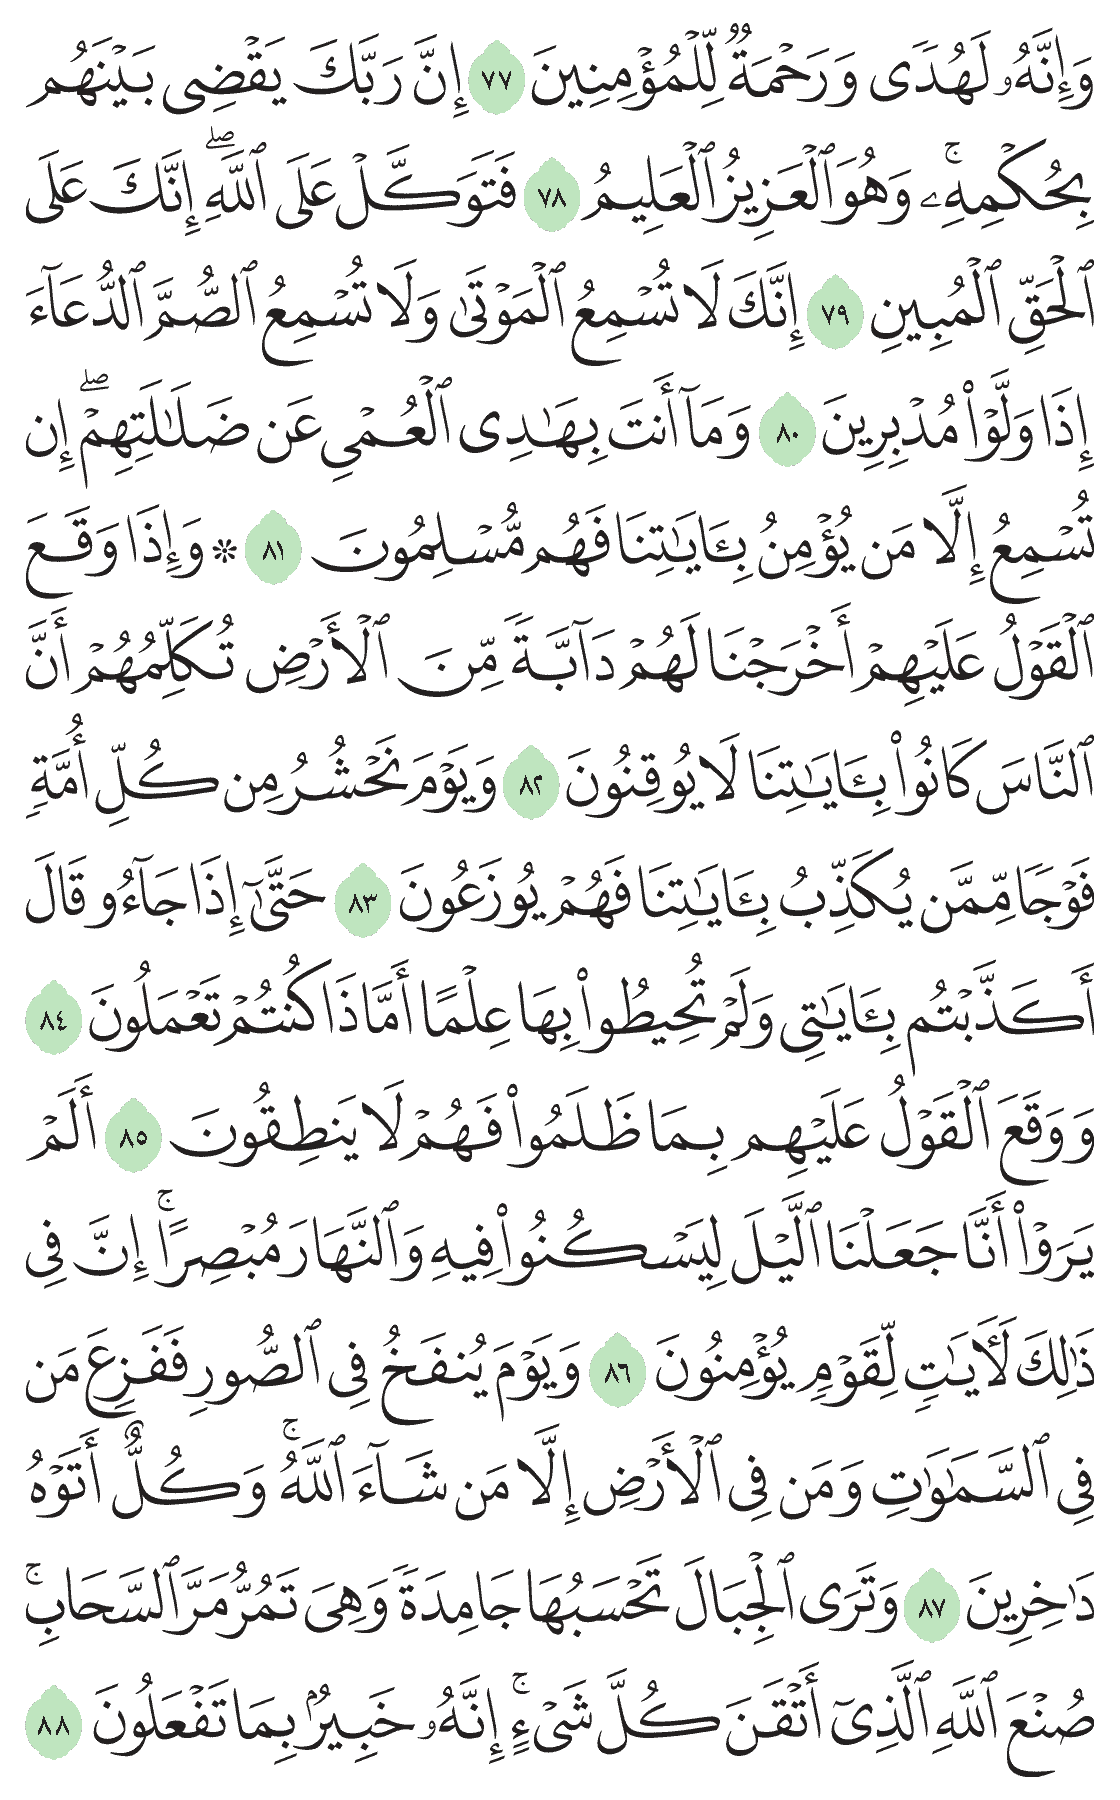 وَإِنَّهُۥ لَهُدًى وَرَحْمَةٌ لِّلْمُؤْمِنِينَ ٧٧ إِنَّ رَبَّكَ يَقْضِى بَيْنَهُم
بِحُكْمِهِۦ ۚ وَهُوَ ٱلْعَزِيزُ ٱلْعَلِيمُ ٧٨ فَتَوَكَّلْ عَلَى ٱللَّهِ ۖ إِنَّكَ عَلَى
ٱلْحَقِّ ٱلْمُبِينِ ٧٩ إِنَّكَ لَا تُسْمِعُ ٱلْمَوْتَىٰ وَلَا تُسْمِعُ ٱلصُّمَّ ٱلدُّعَآءَ
إِذَا وَلَّوْا۟ مُدْبِرِينَ ٨٠ وَمَآ أَنتَ بِهَـٰدِى ٱلْعُمْىِ عَن ضَلَـٰلَتِهِمْ ۖ إِن
تُسْمِعُ إِلَّا مَن يُؤْمِنُ بِـَٔايَـٰتِنَا فَهُم مُّسْلِمُونَ ٨١ ۞ وَإِذَا وَقَعَ
ٱلْقَوْلُ عَلَيْهِمْ أَخْرَجْنَا لَهُمْ دَآبَّةً مِّنَ ٱلْأَرْضِ تُكَلِّمُهُمْ أَنَّ
ٱلنَّاسَ كَانُوا۟ بِـَٔايَـٰتِنَا لَا يُوقِنُونَ ٨٢ وَيَوْمَ نَحْشُرُ مِن كُلِّ أُمَّةٍ
فَوْجًا مِّمَّن يُكَذِّبُ بِـَٔايَـٰتِنَا فَهُمْ يُوزَعُونَ ٨٣ حَتَّىٰٓ إِذَا جَآءُو قَالَ
أَكَذَّبْتُم بِـَٔايَـٰتِى وَلَمْ تُحِيطُوا۟ بِهَا عِلْمًا أَمَّاذَا كُنتُمْ تَعْمَلُونَ ٨٤
وَوَقَعَ ٱلْقَوْلُ عَلَيْهِم بِمَا ظَلَمُوا۟ فَهُمْ لَا يَنطِقُونَ ٨٥ أَلَمْ
يَرَوْا۟ أَنَّا جَعَلْنَا ٱلَّيْلَ لِيَسْكُنُوا۟ فِيهِ وَٱلنَّهَارَ مُبْصِرًا ۚ إِنَّ فِى
ذَٰلِكَ لَـَٔايَـٰتٍ لِّقَوْمٍ يُؤْمِنُونَ ٨٦ وَيَوْمَ يُنفَخُ فِى ٱلصُّورِ فَفَزِعَ مَن
فِى ٱلسَّمَـٰوَٰتِ وَمَن فِى ٱلْأَرْضِ إِلَّا مَن شَآءَ ٱللَّهُ ۚ وَكُلٌّ أَتَوْهُ
دَٰخِرِينَ ٨٧ وَتَرَى ٱلْجِبَالَ تَحْسَبُهَا جَامِدَةً وَهِىَ تَمُرُّ مَرَّ ٱلسَّحَابِ ۚ
صُنْعَ ٱللَّهِ ٱلَّذِىٓ أَتْقَنَ كُلَّ شَىْءٍ ۚ إِنَّهُۥ خَبِيرٌۢ بِمَا تَفْعَلُونَ ٨٨